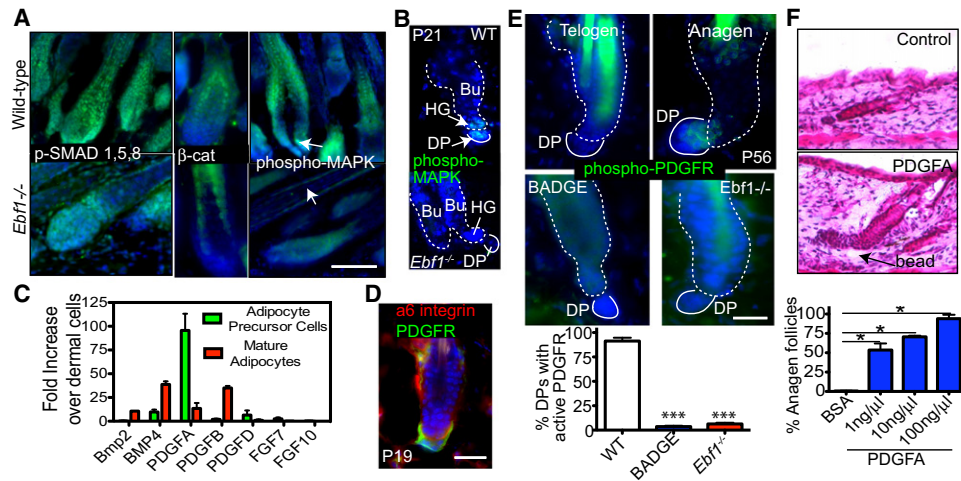 A
Wild-type
Ebf1-/-
p-SMAD 1,5,8
β-cat
phospho-MAPK
B
P21
WT
Bu
HG
DP
phospho-
MAPK
Bu
Bu
HG
DP
Ebf1-/-
C
Fold Increase
over dermal cells
125
100
75
50
25
0
Adipocyte
Precursor Cells
Mature
Adipocytes
Bmp2
BMP4
PDGFA
PDGFB
PDGFD
FGF7
FGF10
D
a6 integrin
PDGFR
P19
E
Telogen
Anagen
DP
DP
P56
phospho-PDGFR
BADGE
Ebf1-/-
DP
DP
% DPs with
active PDGFR
100
75
50
25
0
***
***
WT
BADGE
Ebf1-/-
F
Control
PDGFA
bead
% Anagen follicles
100
75
50
25
0
*
*
*
BSA
1ng/µl
10ng/µl
100ng/µl
PDGFA